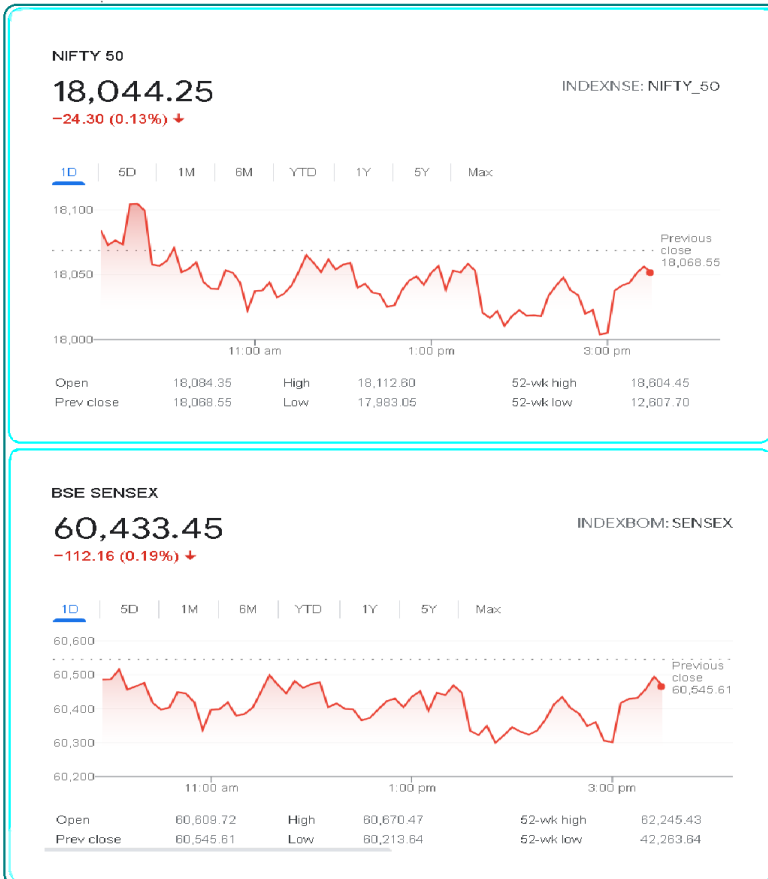 NIFTY 50
18,044.25
INDEXNSE: NIFTY_50
−24.30 (0.13%) ↓
1D 5D 1M 6M YTD 1Y 5Y Max
18,100
Previous
close
18,068.55
18,050
18,000
11:00 am 1:00 pm 3:00 pm
Open 18,084.35 High 18,112.60 52-wk high 18,604.45
Prev close 18,068.55 Low 17,983.05 52-wk low 12,607.70
BSE SENSEX
60,433.45
INDEXBOM: SENSEX
−112.16 (0.19%) ↓
1D 5D 1M 6M YTD 1Y 5Y Max
60,600
Previous
close
60,545.61
60,500
60,400
60,300
60,200
11:00 am 1:00 pm 3:00 pm
Open 60,609.72 High 60,670.47 52-wk high 62,245.43
Prev close 60,545.61 Low 60,213.64 52-wk low 42,263.64